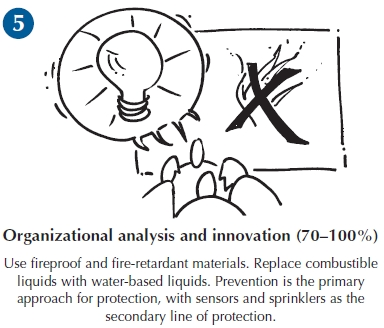 5
Organizational analysis and innovation (70–100%)
Use fireproof and fire-retardant materials. Replace combustible
liquids with water-based liquids. Prevention is the primary
approach for protection, with sensors and sprinklers as the
secondary line of protection.